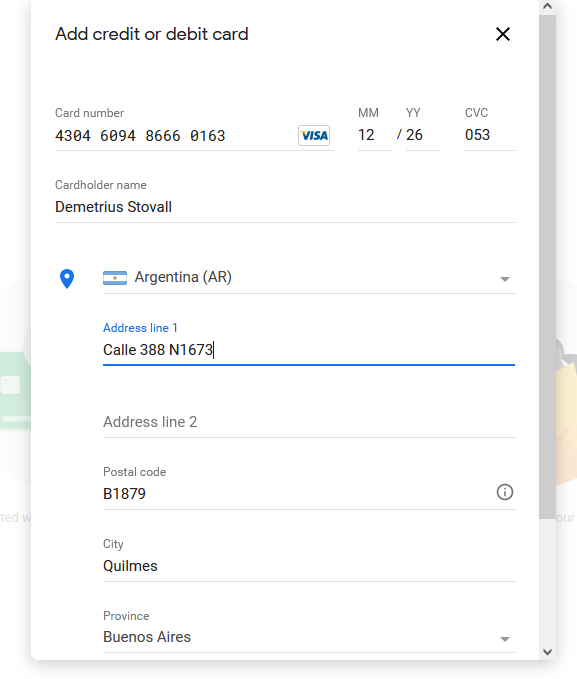 Add credit or debit card
Card number MM YY CVC
4304 6094 8666 0163 VISA 12 / 26 053
Cardholder name
Demetrius Stovall
Argentina (AR)
Address line 1
Calle 388 N1673
Address line 2
Postal code
B1879
ted w our
City
Quilmes
Province
Buenos Aires